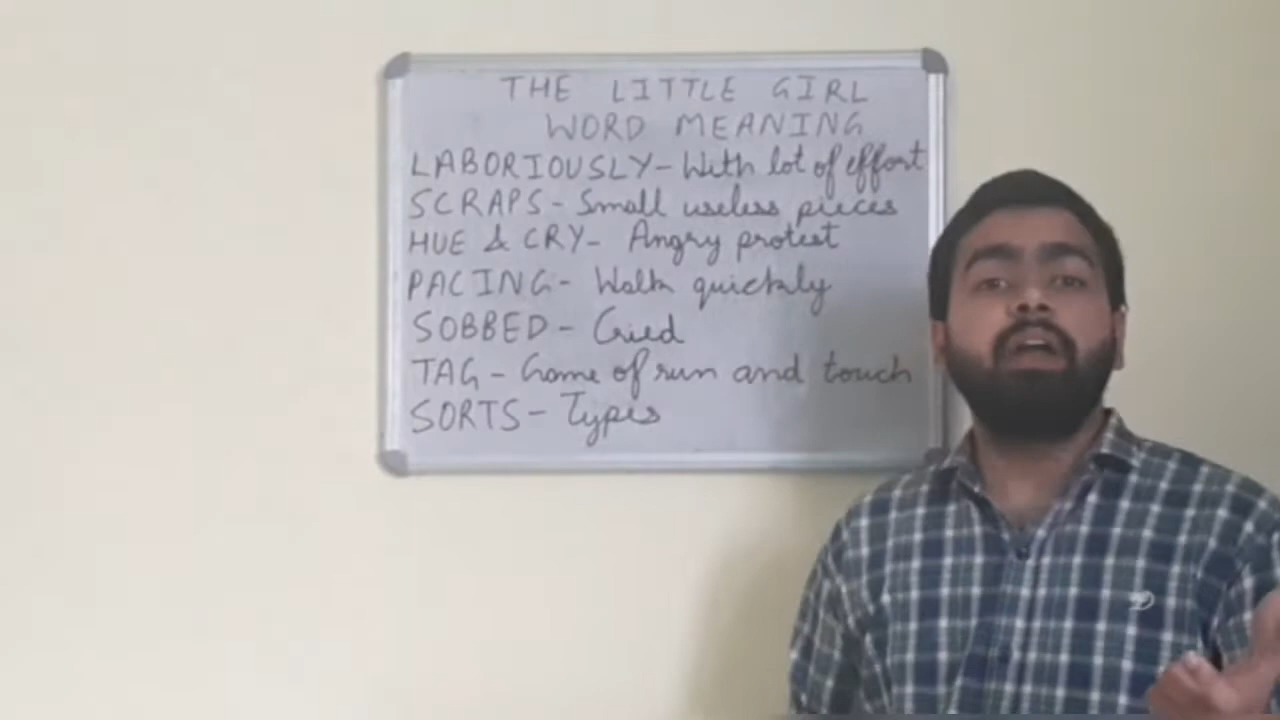 THE LITTLE GIRL
WORD MEANING
LABORIOUSLY - With lot of effort
SCRAPS - Small useless pieces
HUE & CRY - Angry protest
PACING - Walk quickly
SOBBED - Cried
TAG - Game of run and touch
SORTS - Types